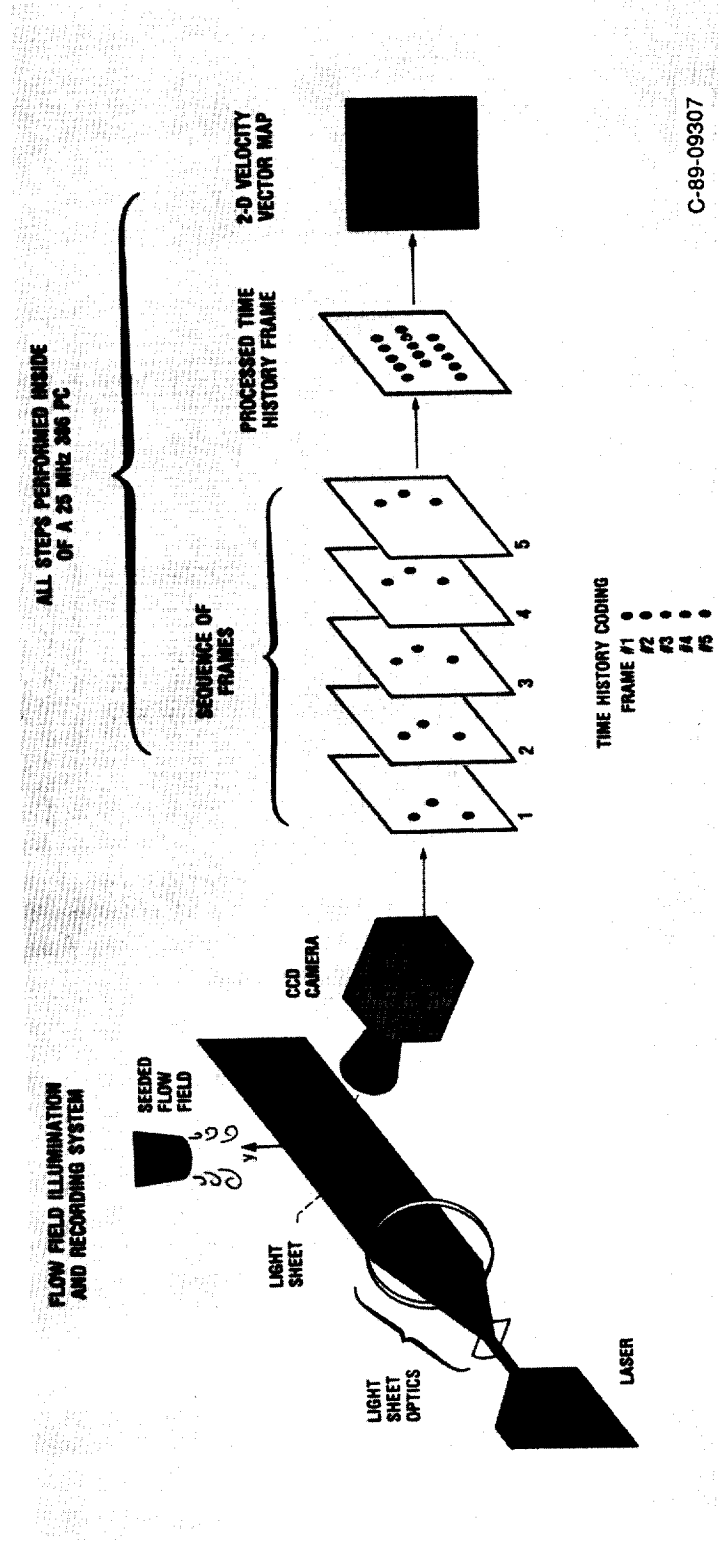 FLOW FIELD ILLUMINATION
AND RECORDING SYSTEM
SEEDED
FLOW
FIELD
y
LIGHT
SHEET
LIGHT
SHEET
OPTICS
LASER
CCD
CAMERA
ALL STEPS PERFORMED INSIDE
OF A 25 MHz 386 PC
SEQUENCE OF
FRAMES
1
2
3
4
5
PROCESSED TIME
HISTORY FRAME
2-D VELOCITY
VECTOR MAP
TIME HISTORY CODING
FRAME #1
#2
#3
#4
#5
C-89-09307